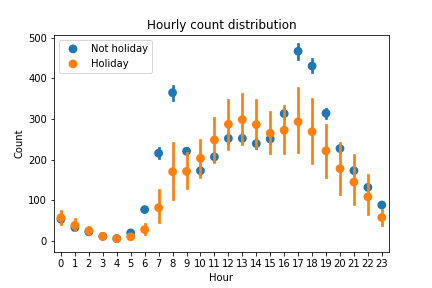 Hourly count distribution
Not holiday
Holiday
500
400
300
200
100
0
Count
0 1 2 3 4 5 6 7 8 9 10 11 12 13 14 15 16 17 18 19 20 21 22 23
Hour